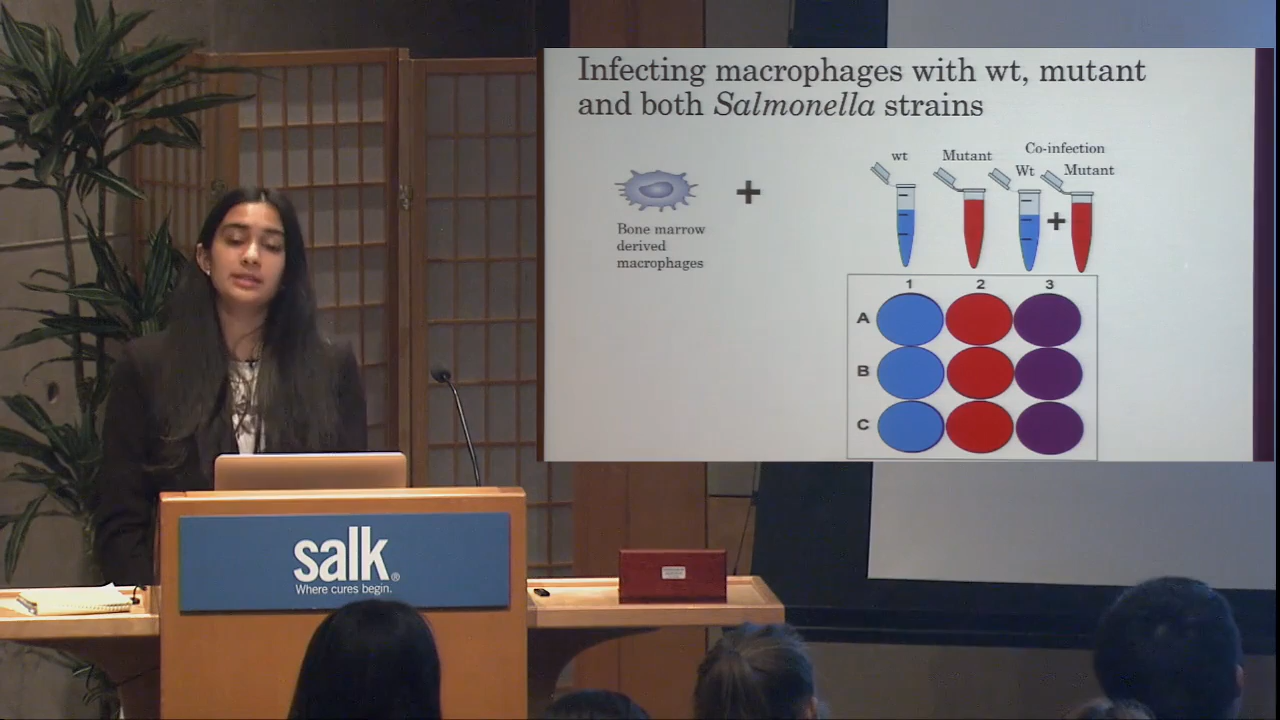 Infecting macrophages with wt, mutant
and both Salmonella strains
Bone marrow
derived
macrophages
+
wt
Mutant
Co-infection
Wt
Mutant
+
1 2 3
A
B
C
salk®
Where cures begin.